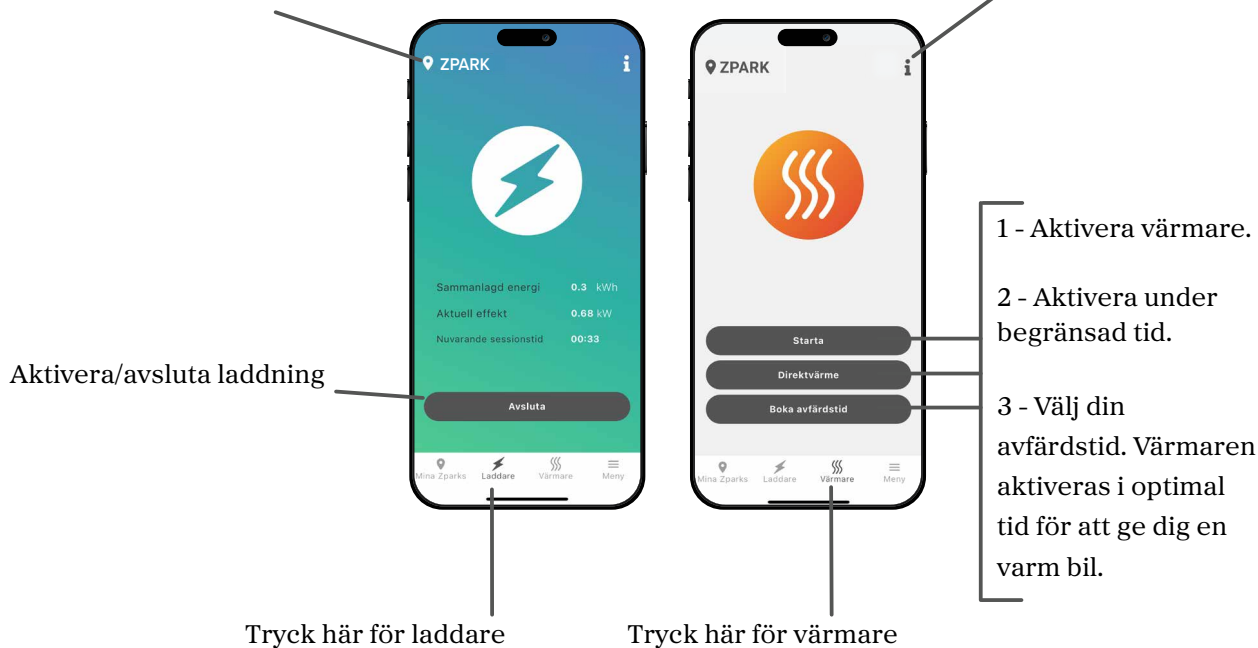 ZPARK
i
Sammanlagd energi 0.3 kWh
Aktuell effekt 0.68 kW
Nuvarande sessionstid 00:33
Aktivera/avsluta laddning
Avsluta
Mina Zparks Laddare Värmare Meny
Tryck här för laddare
ZPARK
i
Starta
Direktvärme
Boka avfärdstid
Mina Zparks Laddare Värmare Meny
Tryck här för värmare
1 - Aktivera värmare.
2 - Aktivera under
begränsad tid.
3 - Välj din
avfärdstid. Värmaren
aktiveras i optimal
tid för att ge dig en
varm bil.